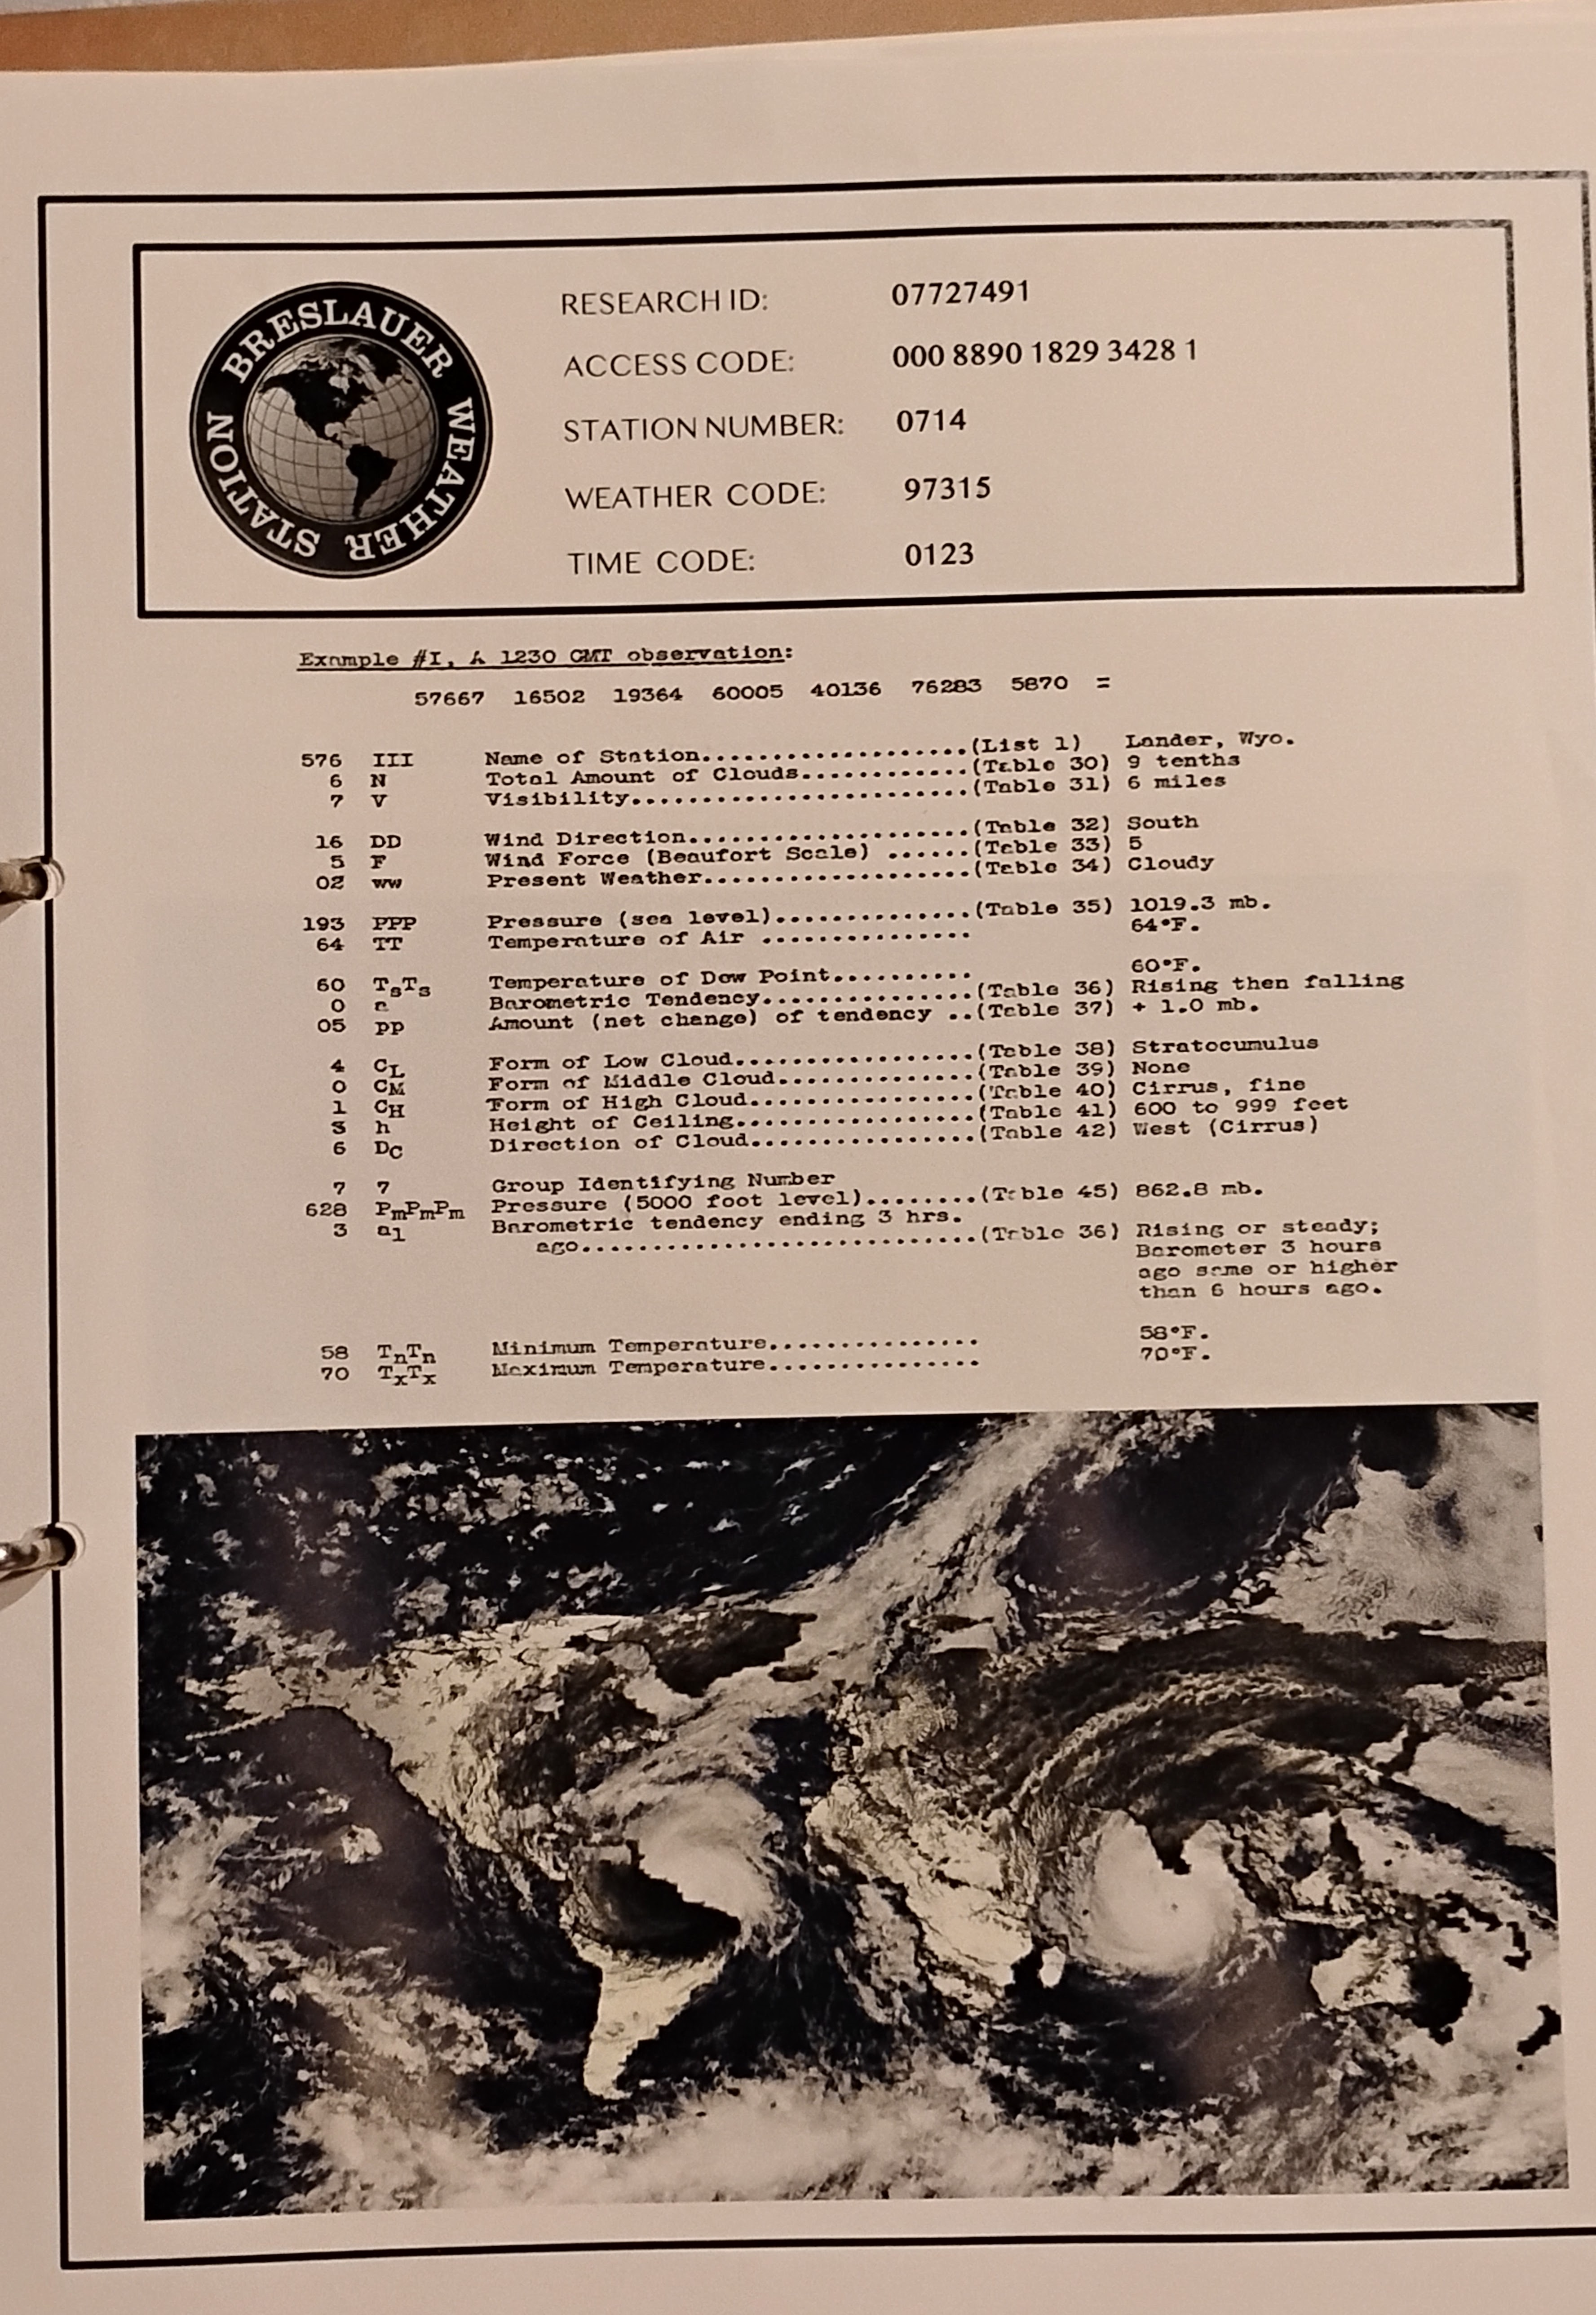 BRESLAUER WEATHER STATION
RESEARCH ID: 07727491
ACCESS CODE: 000 8890 1829 3428 1
STATION NUMBER: 0714
WEATHER CODE: 97315
TIME CODE: 0123
Example #I, A 1230 GMT observation:
57667 16502 19364 60005 40136 76283 5870 =
576 III Name of Station....................(List 1) Lander, Wyo.
6 N Total Amount of Clouds.............(Table 30) 9 tenths
7 V Visibility.........................(Table 31) 6 miles
16 DD Wind Direction.....................(Table 32) South
5 F Wind Force (Beaufort Scale) ......(Table 33) 5
02 ww Present Weather....................(Table 34) Cloudy
193 PPP Pressure (sea level)...............(Table 35) 1019.3 mb.
64 TT Temperature of Air ................ 64°F.
60 TsTs Temperature of Dew Point........... 60°F.
0 a Barometric Tendency................(Table 36) Rising then falling
05 pp Amount (net change) of tendency ..(Table 37) + 1.0 mb.
4 CL Form of Low Cloud..................(Table 38) Stratocumulus
0 CM Form of Middle Cloud...............(Table 39) None
1 CH Form of High Cloud.................(Table 40) Cirrus, fine
3 h Height of Ceiling..................(Table 41) 600 to 999 feet
6 DC Direction of Cloud.................(Table 42) West (Cirrus)
7 7 Group Identifying Number
628 PmPmPm Pressure (5000 foot level).........(Table 45) 862.8 mb.
3 a1 Barometric tendency ending 3 hrs.
ago..............................(Table 36) Rising or steady;
Barometer 3 hours
ago same or higher
than 6 hours ago.
58 TnTn Minimum Temperature................ 58°F.
70 TxTx Maximum Temperature................ 70°F.